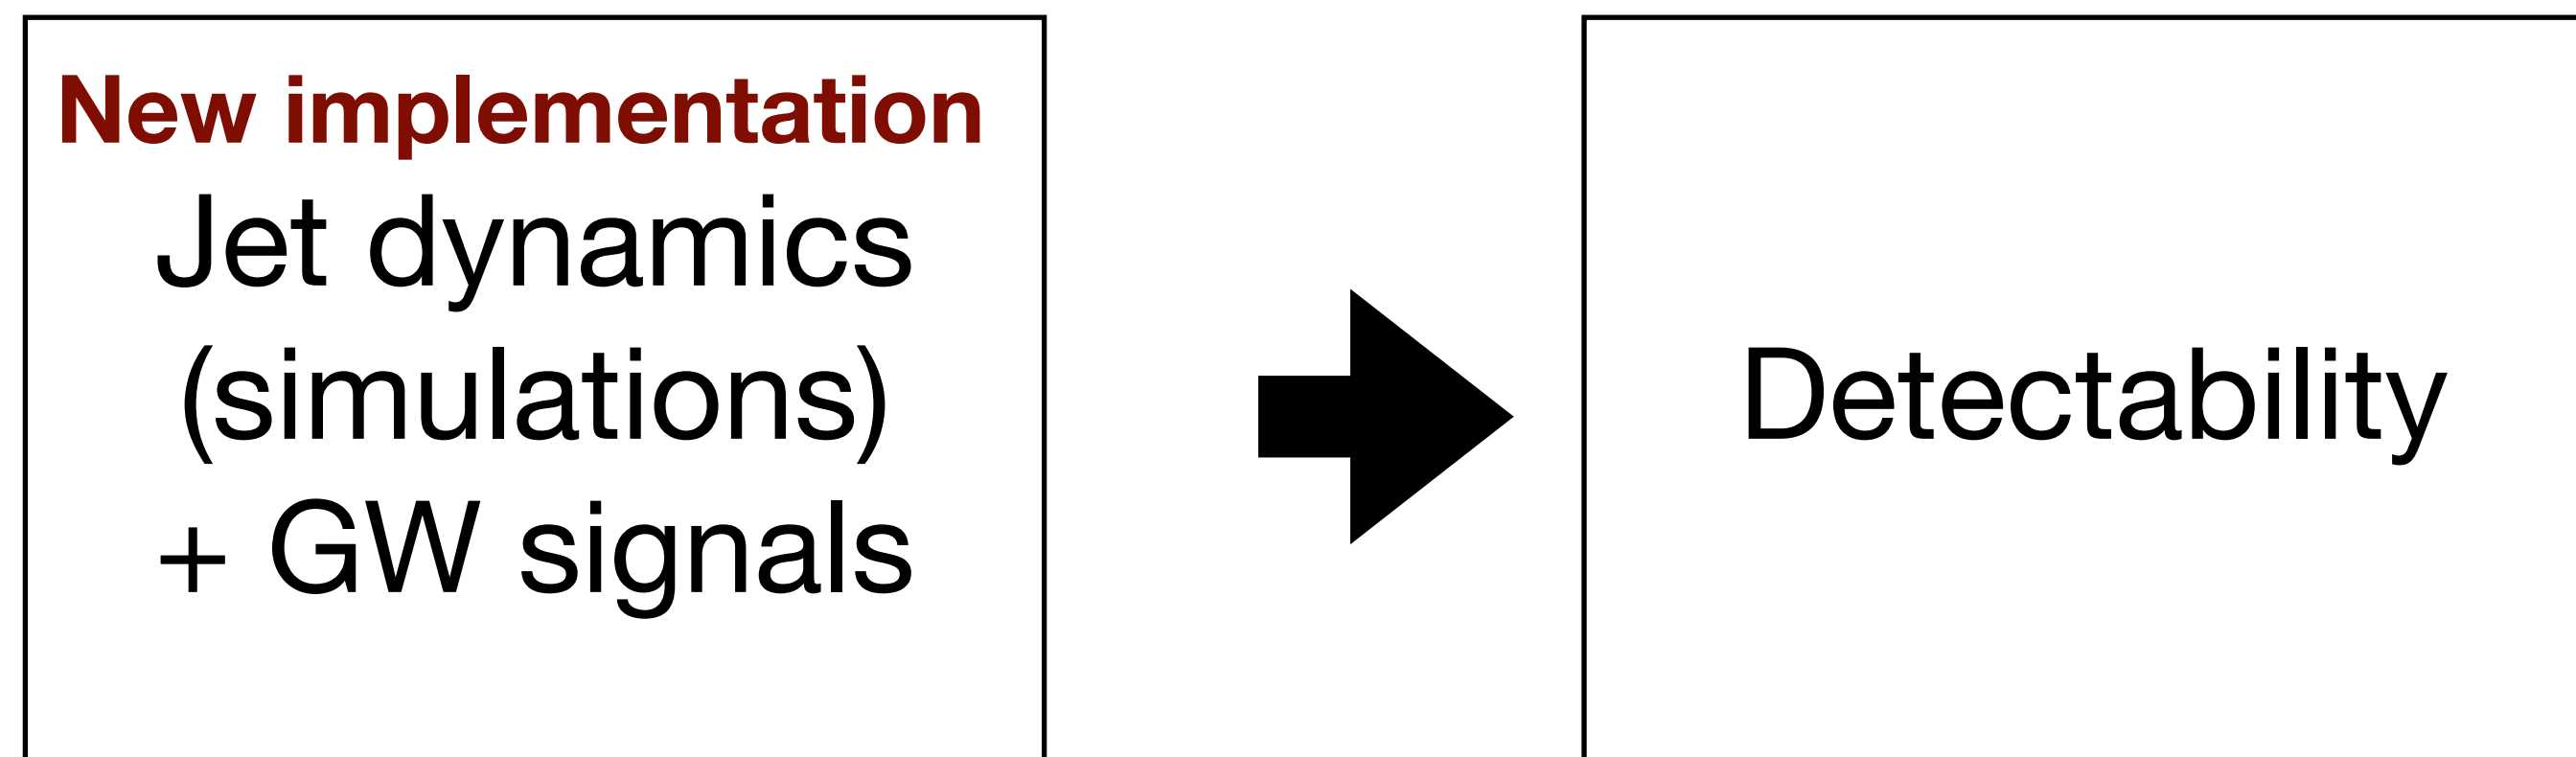 New implementation
Jet dynamics
(simulations)
+ GW signals
Detectability